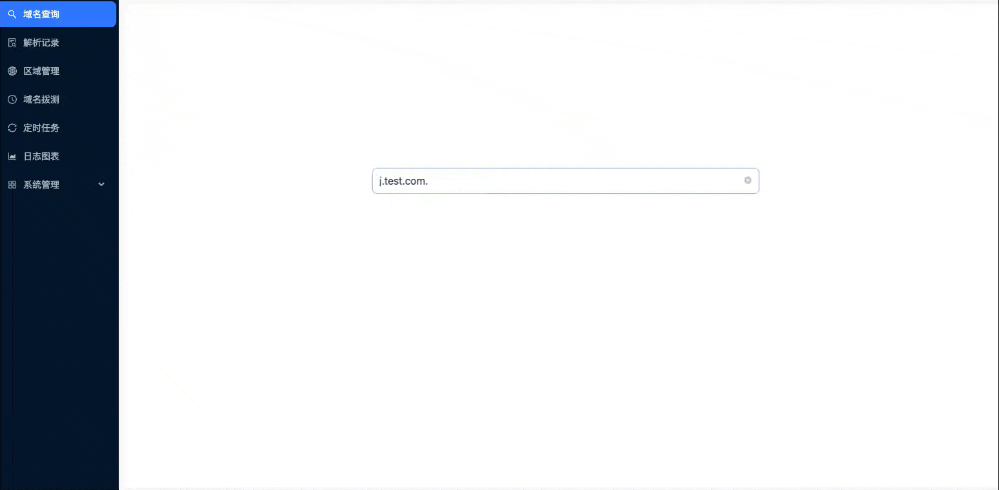 域名查询
解析记录
区域管理
域名拨测
定时任务
日志图表
系统管理
j.test.com.